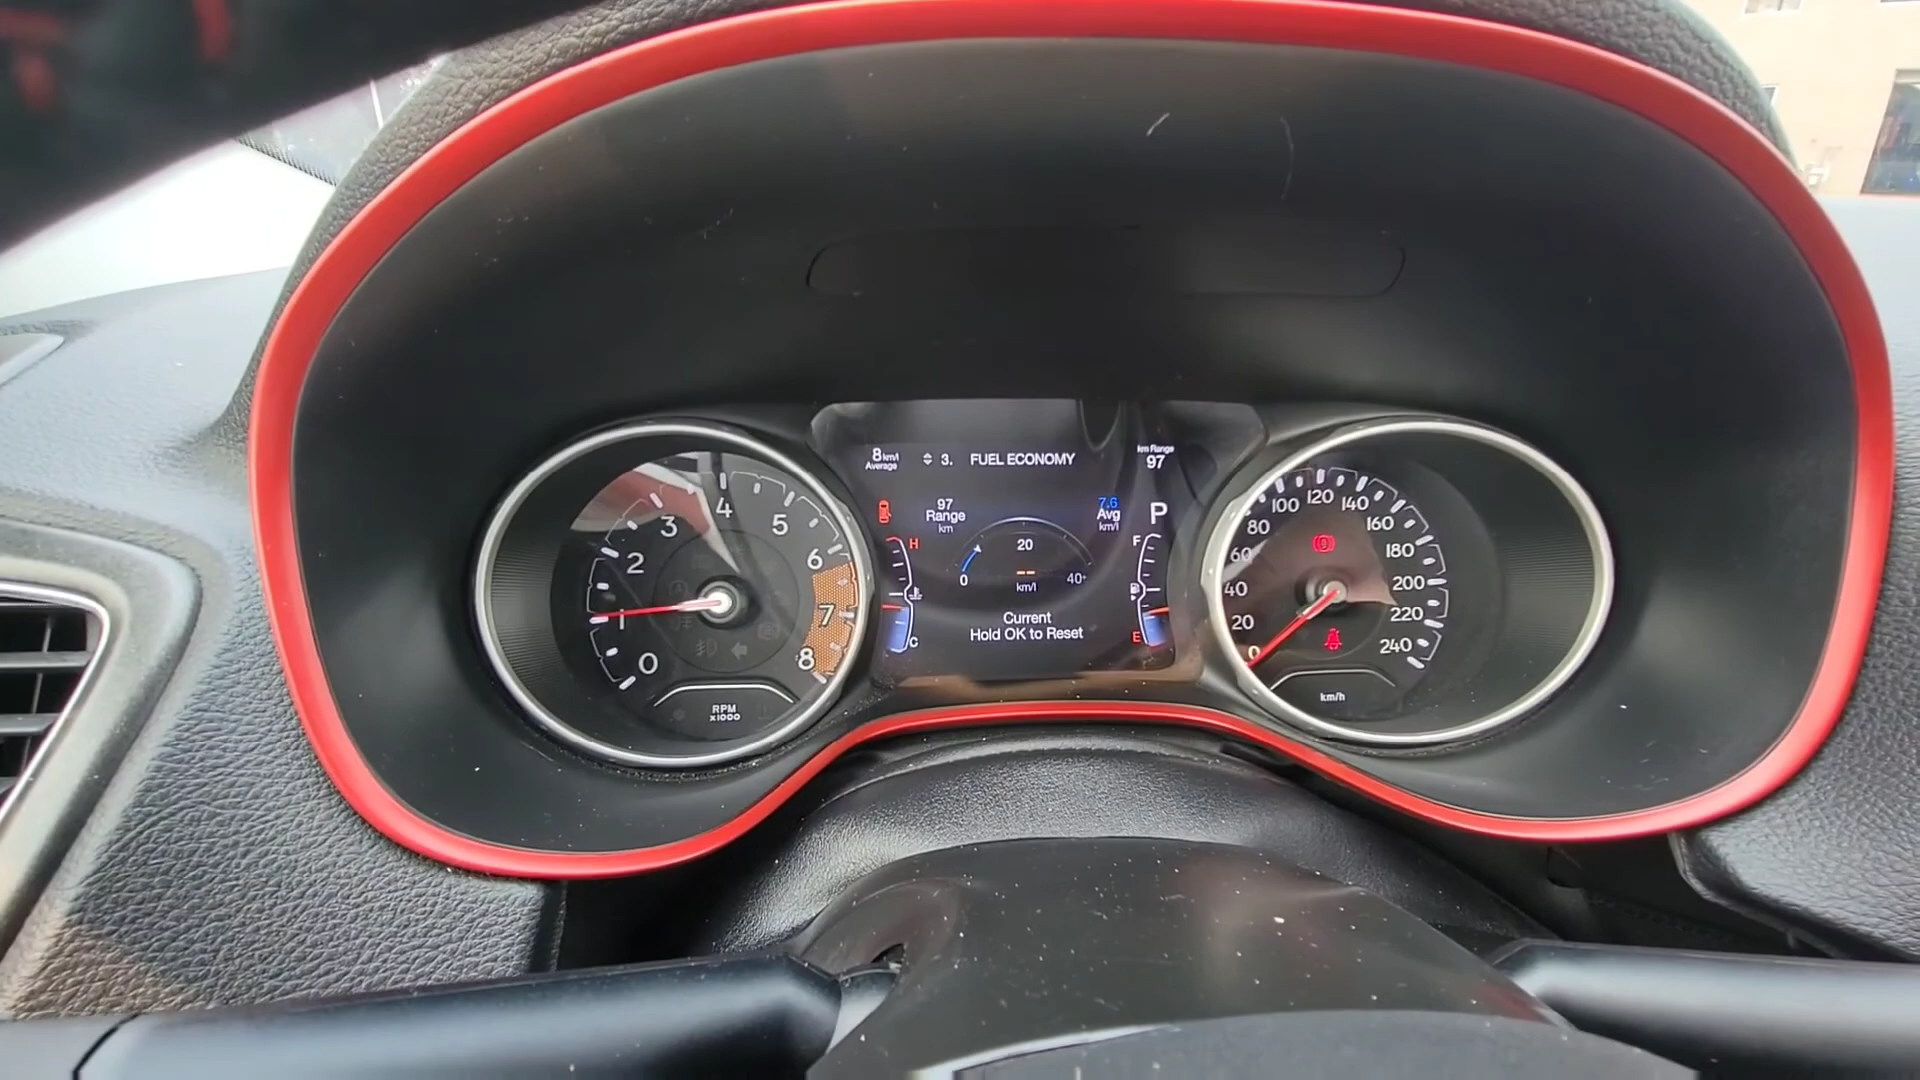 8 km/l
Average
3. FUEL ECONOMY
km Range
97
97
Range
km
7.6
Avg
km/l
P
H
C
F
E
20
0
40+
--
km/l
Current
Hold OK to Reset
0
1
2
3
4
5
6
7
8
RPM
x1000
0
20
40
60
80
100
120
140
160
180
200
220
240
km/h